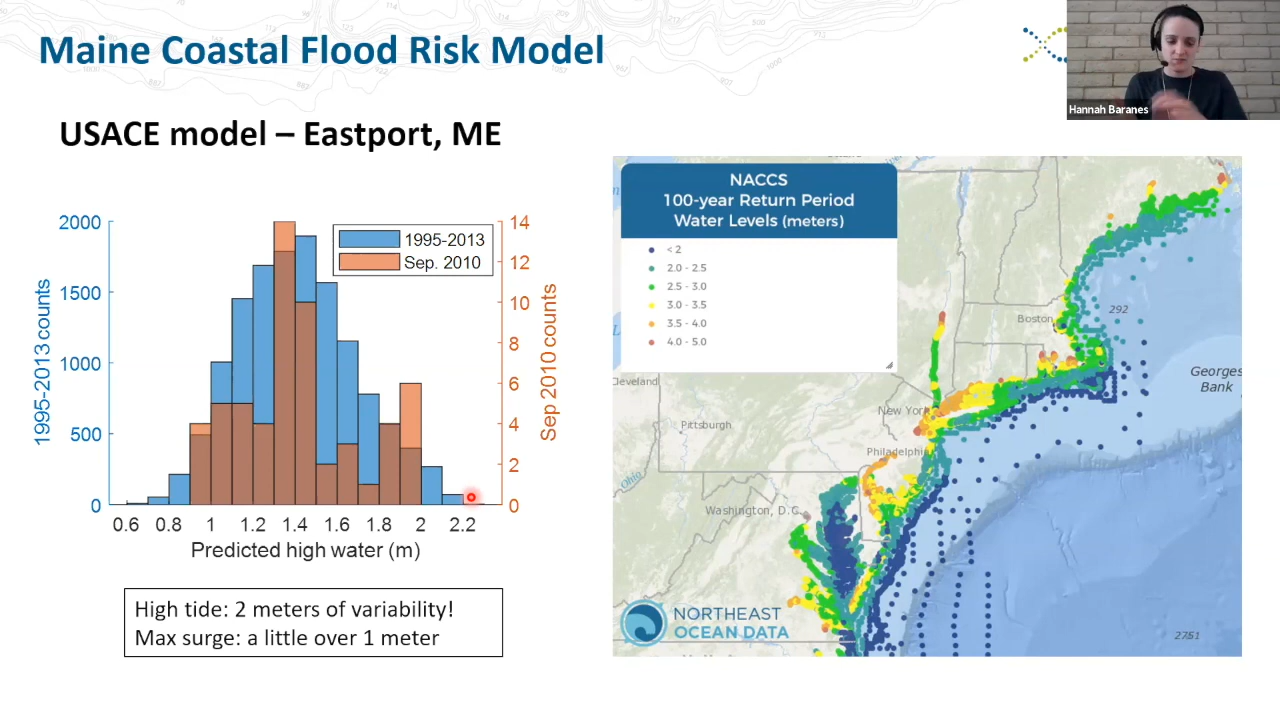 Maine Coastal Flood Risk Model
Hannah Baranes
USACE model – Eastport, ME
2000
1500
1000
500
0
1995-2013 counts
1995-2013
Sep. 2010
14
12
10
8
6
4
2
0
Sep 2010 counts
0.6 0.8 1 1.2 1.4 1.6 1.8 2 2.2
Predicted high water (m)
High tide: 2 meters of variability!
Max surge: a little over 1 meter
NACCS
100-year Return Period
Water Levels (meters)
< 2
2.0 - 2.5
2.5 - 3.0
3.0 - 3.5
3.5 - 4.0
4.0 - 5.0
Boston
292
Georges
Bank
Cleveland
New York
Pittsburgh
Philadelphia
Ohio
Washington, D.C.
2751
NORTHEAST
OCEAN DATA